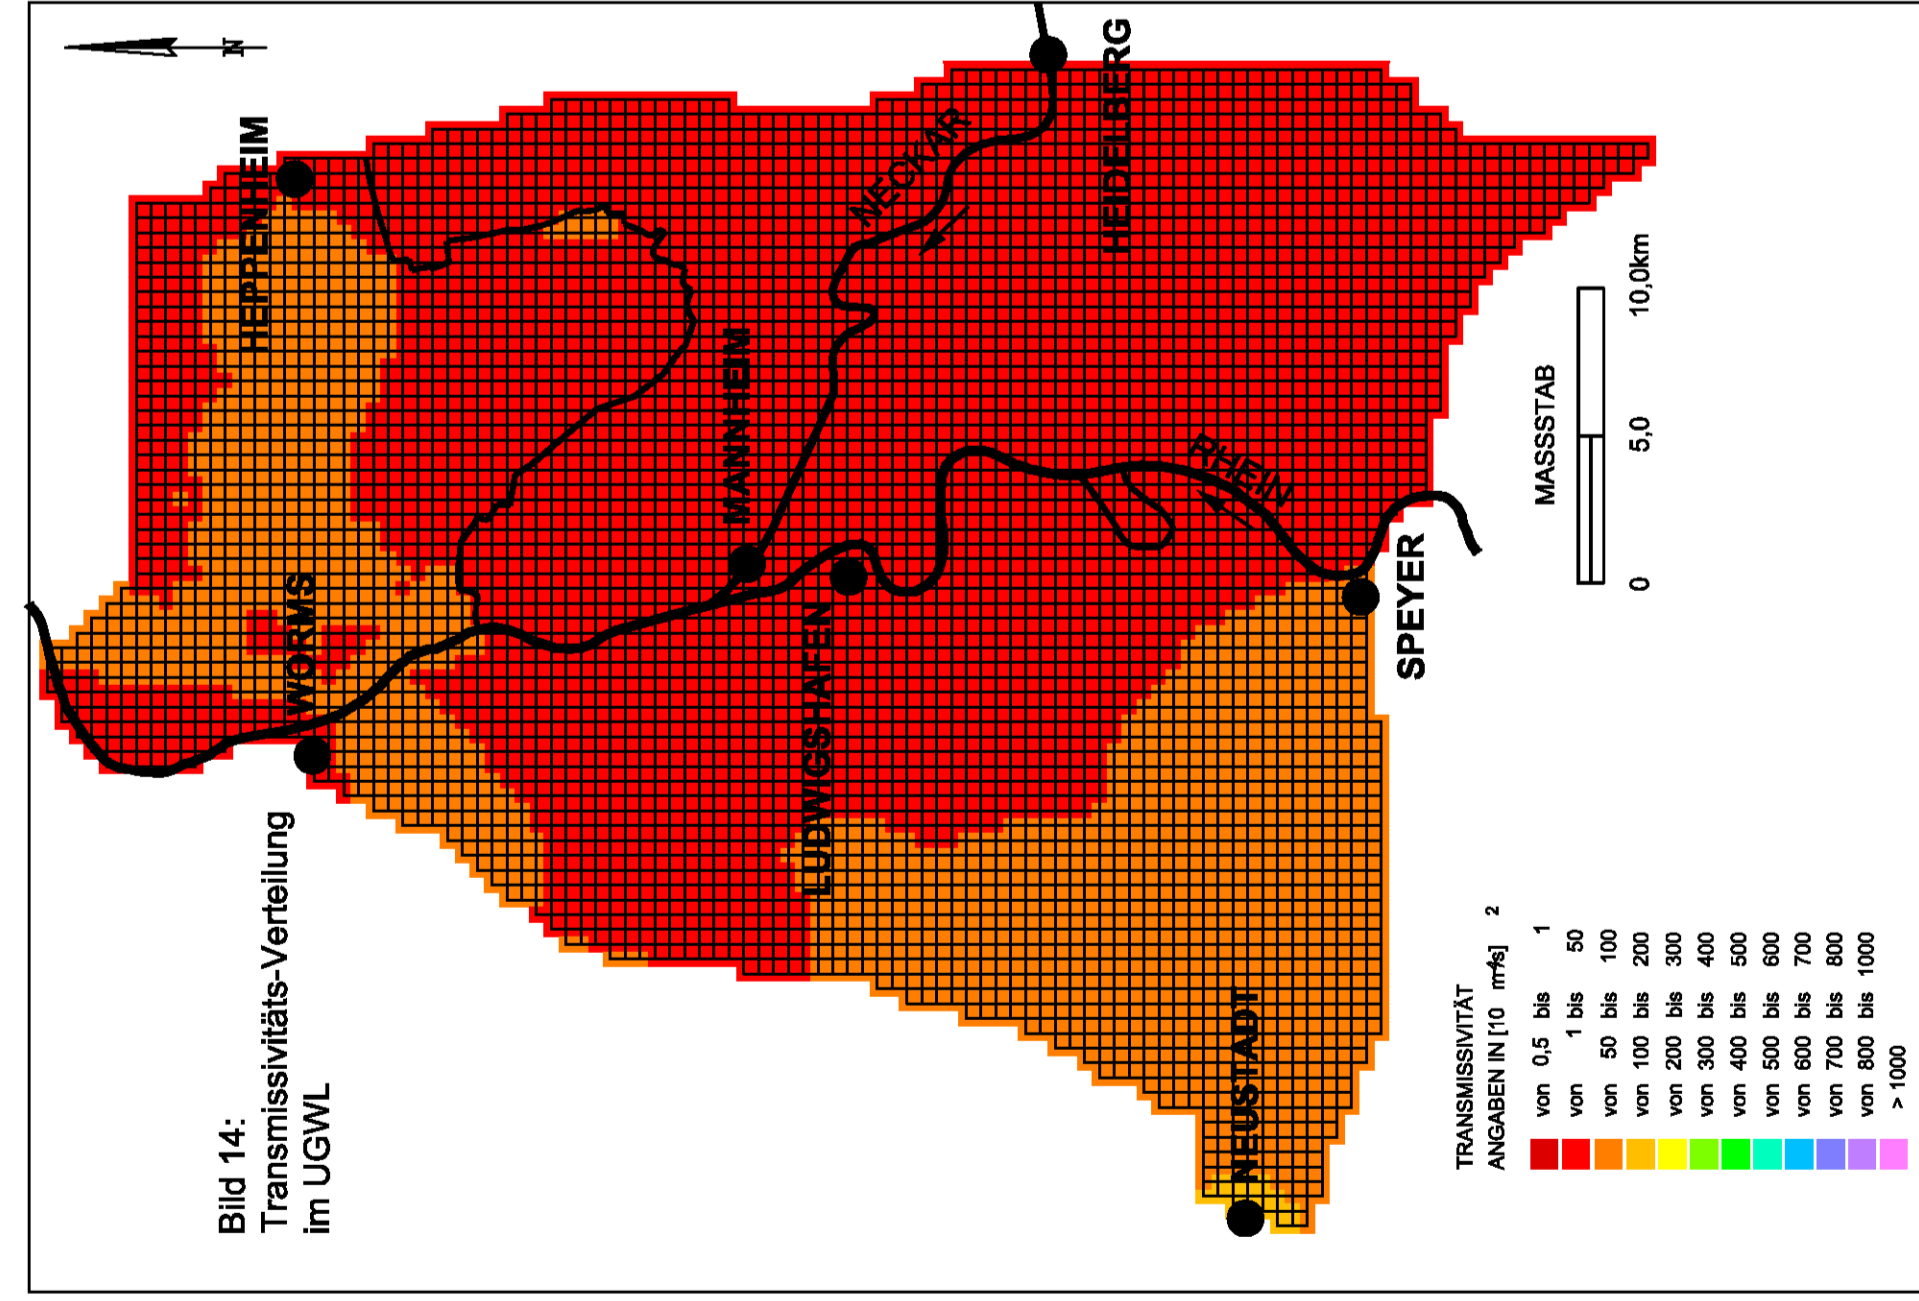 Bild 14:
Transmissivitäts-Verteilung
im UGWL
N
HEPPENHEIM
WORMS
MANNHEIM
LUDWIGSHAFEN
NECKAR
HEIDELBERG
RHEIN
SPEYER
NEUSTADT
MASSSTAB
0 5,0 10,0km
TRANSMISSIVITÄT
ANGABEN IN [10 m²/s]
von 0,5 bis 1
von 1 bis 50
von 50 bis 100
von 100 bis 200
von 200 bis 300
von 300 bis 400
von 400 bis 500
von 500 bis 600
von 600 bis 700
von 700 bis 800
von 800 bis 1000
> 1000